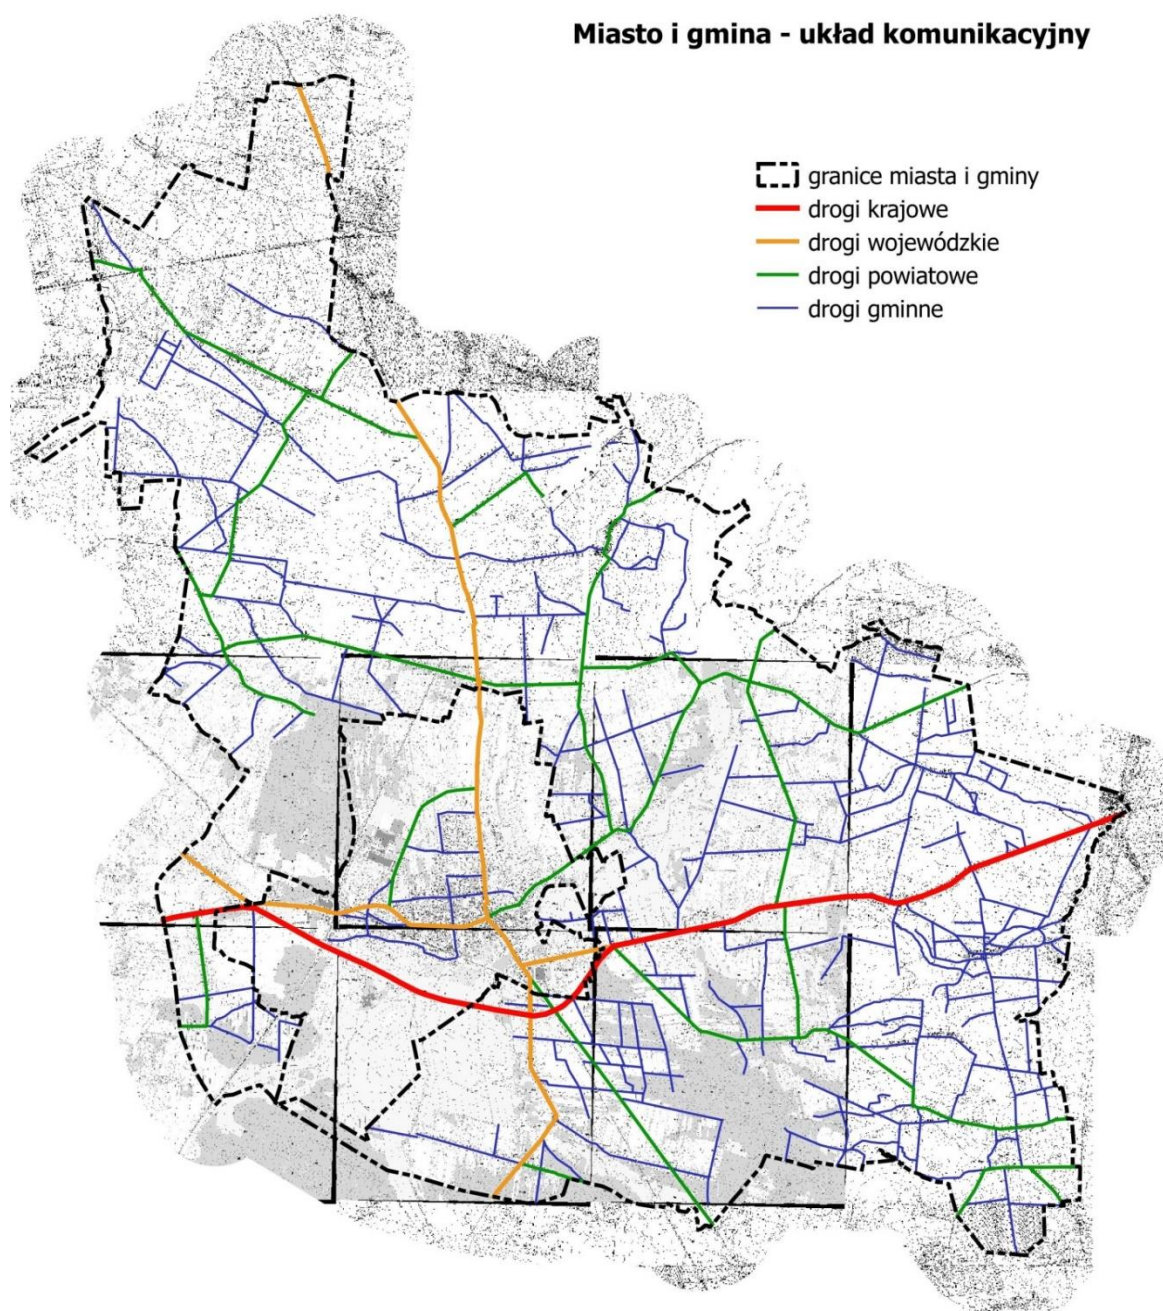 Miasto i gmina - układ komunikacyjny
granice miasta i gminy
drogi krajowe
drogi wojewódzkie
drogi powiatowe
drogi gminne